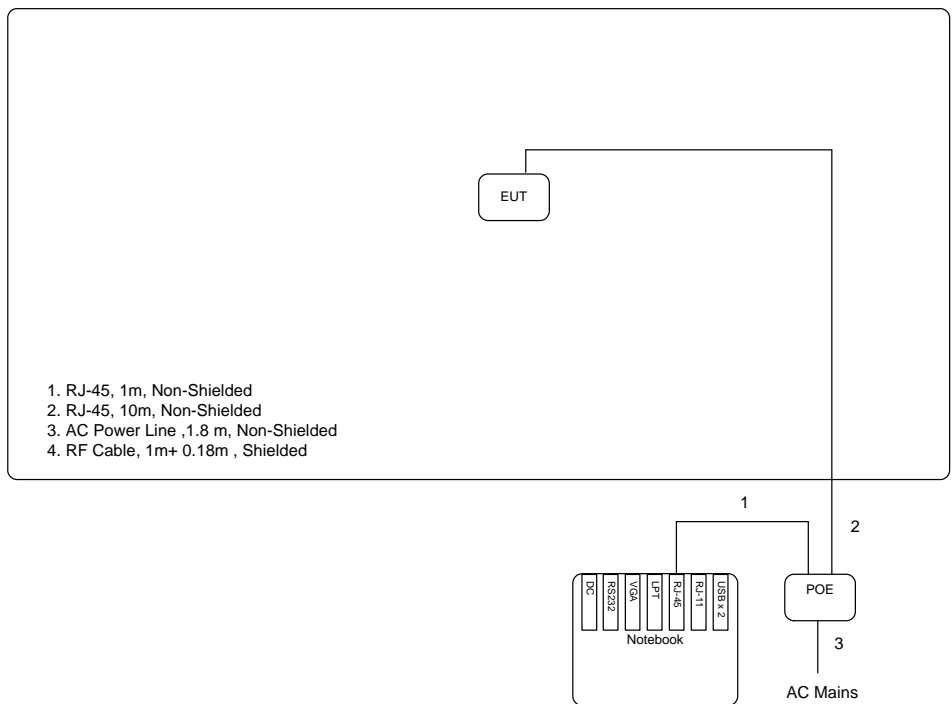 EUT
1. RJ-45, 1m, Non-Shielded
2. RJ-45, 10m, Non-Shielded
3. AC Power Line ,1.8 m, Non-Shielded
4. RF Cable, 1m+ 0.18m , Shielded
1
2
DC
RS232
VGA
LPT
RJ-45
RJ-11
USB x 2
Notebook
POE
3
AC Mains